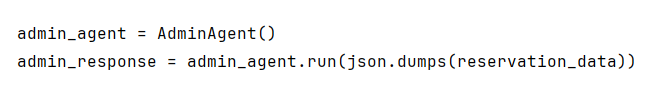 admin_agent = AdminAgent()
admin_response = admin_agent.run(json.dumps(reservation_data))